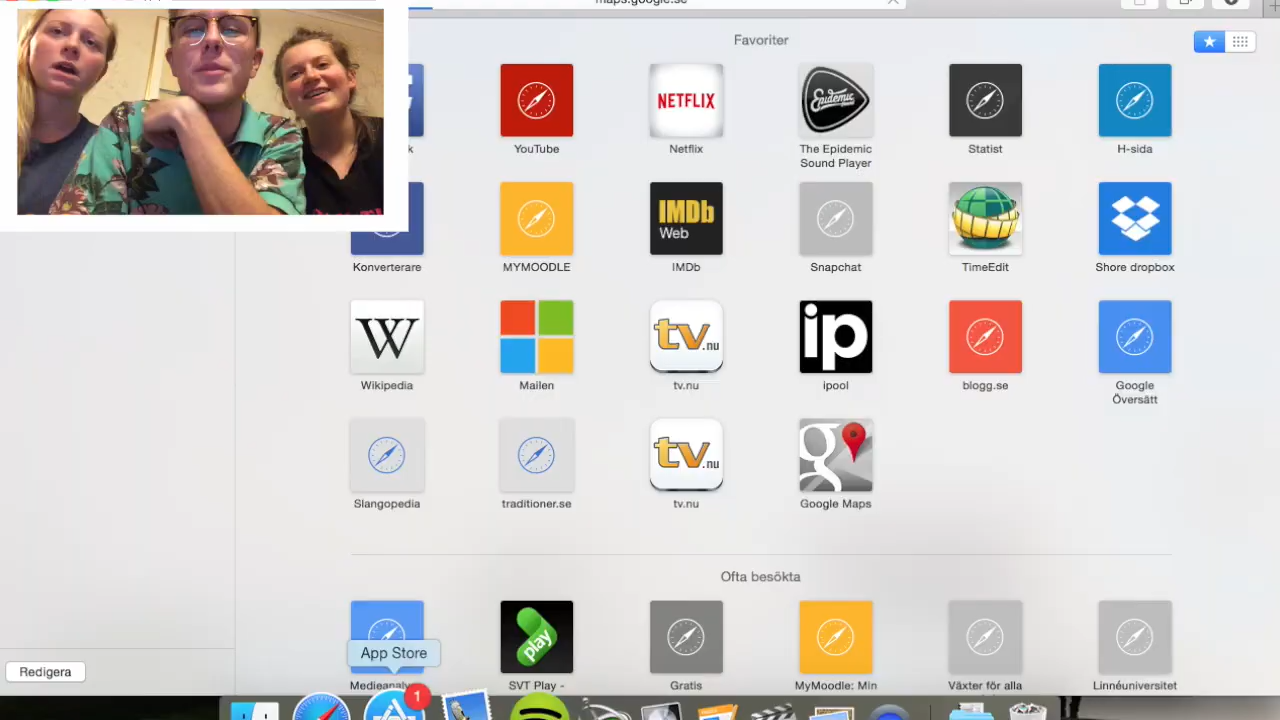 maps.google.se
Favoriter
NETFLIX
Epidemic
Sound
k
YouTube
Netflix
The Epidemic
Sound Player
Statist
H-sida
IMDb
Web
Konverterare
MYMOODLE
IMDb
Snapchat
TimeEdit
Shore dropbox
W
tv.nu
ip
Wikipedia
Mailen
tv.nu
ipool
blogg.se
Google
Översätt
tv.nu
g
Slangopedia
traditioner.se
tv.nu
Google Maps
Ofta besökta
play
App Store
Redigera
Medieanaly
SVT Play -
Gratis
MyMoodle: Min
Växter för alla
Linnéuniversitet
1